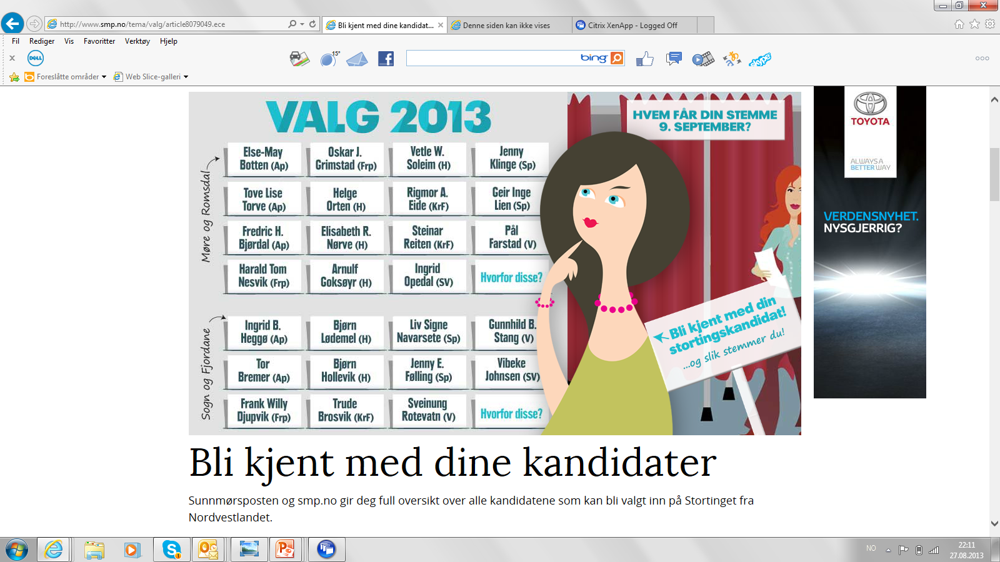 http://www.smp.no/tema/valg/article8079049.ece
Bli kjent med dine kandidat...
Denne siden kan ikke vises
Citrix XenApp - Logged Off
Fil Rediger Vis Favoritter Verktøy Hjelp
DELL
15°
bing
skype
Foreslåtte områder
Web Slice-galleri
VALG 2013
HVEM FÅR DIN STEMME
9. SEPTEMBER?
Møre og Romsdal
Else-May
Botten (Ap)
Oskar J.
Grimstad (Frp)
Vetle W.
Soleim (H)
Jenny
Klinge (Sp)
Tove Lise
Torve (Ap)
Helge
Orten (H)
Rigmor A.
Eide (KrF)
Geir Inge
Lien (Sp)
Fredric H.
Bjørdal (Ap)
Elisabeth R.
Nørve (H)
Steinar
Reiten (KrF)
Pål
Farstad (V)
Harald Tom
Nesvik (Frp)
Arnulf
Goksøyr (H)
Ingrid
Opedal (SV)
Hvorfor disse?
Sogn og Fjordane
Ingrid B.
Heggø (Ap)
Bjørn
Lødemel (H)
Liv Signe
Navarsete (Sp)
Gunnhild B.
Stang (V)
Tor
Bremer (Ap)
Bjørn
Hollevik (H)
Jenny E.
Følling (Sp)
Vibeke
Johnsen (SV)
Frank Willy
Djupvik (Frp)
Trude
Brosvik (KrF)
Sveinung
Rotevatn (V)
Hvorfor disse?
Bli kjent med din
stortingskandidat!
...og slik stemmer du!
TOYOTA
ALWAYS A
BETTER WAY
VERDENSNYHET.
NYSGJERRIG?
Bli kjent med dine kandidater
Sunnmørsposten og smp.no gir deg full oversikt over alle kandidatene som kan bli valgt inn på Stortinget fra
Nordvestlandet.
NO
22:11
27.08.2013